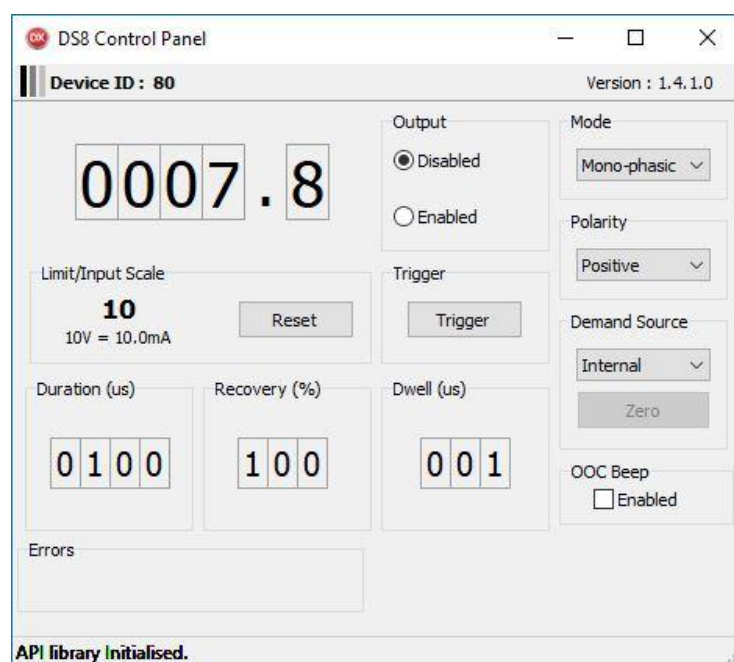 DS8 Control Panel
Device ID : 80
Version : 1.4.1.0
0007.8
Output
Disabled
Enabled
Mode
Mono-phasic
Polarity
Positive
Limit/Input Scale
10
10V = 10.0mA
Reset
Trigger
Trigger
Demand Source
Internal
Zero
Duration (us)
0100
Recovery (%)
100
Dwell (us)
001
OOC Beep
Enabled
Errors
API library Initialised.